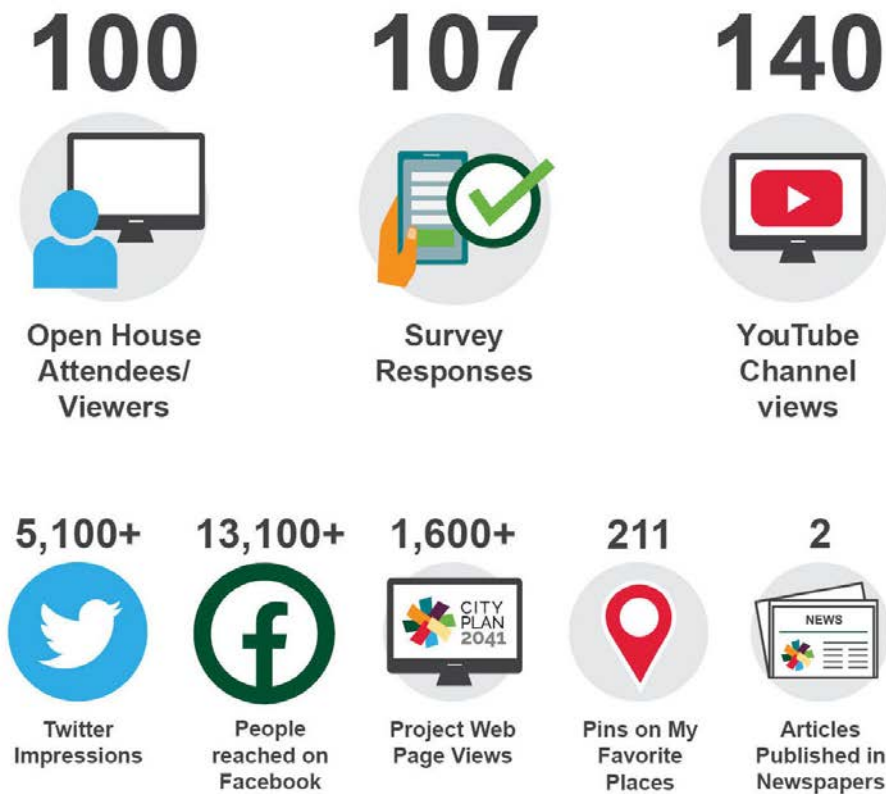 100
107
140
Open House
Attendees/
Viewers
Survey
Responses
YouTube
Channel
views
5,100+
13,100+
1,600+
211
2
CITY
PLAN
2041
NEWS
Twitter
Impressions
People
reached on
Facebook
Project Web
Page Views
Pins on My
Favorite
Places
Articles
Published in
Newspapers